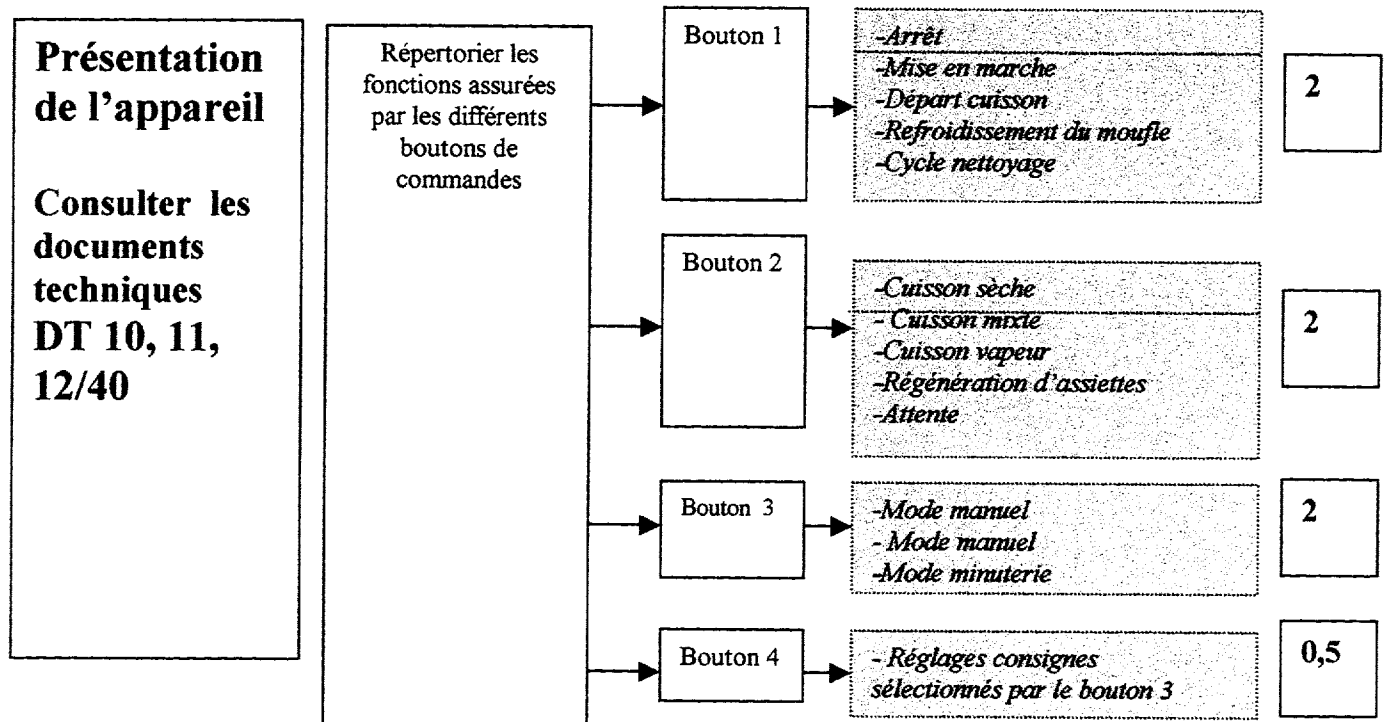 Présentation
de l'appareil
Consulter les
documents
techniques
DT 10, 11,
12/40
Répertorier les
fonctions assurées
par les différents
boutons de
commandes
Bouton 1
-Arrêt
-Mise en marche
-Départ cuisson
-Refroidissement du moufle
-Cycle nettoyage
2
Bouton 2
-Cuisson sèche
- Cuisson mixte
-Cuisson vapeur
-Régénération d'assiettes
-Attente
2
Bouton 3
-Mode manuel
- Mode manuel
-Mode minuterie
2
Bouton 4
- Réglages consignes
sélectionnés par le bouton 3
0,5